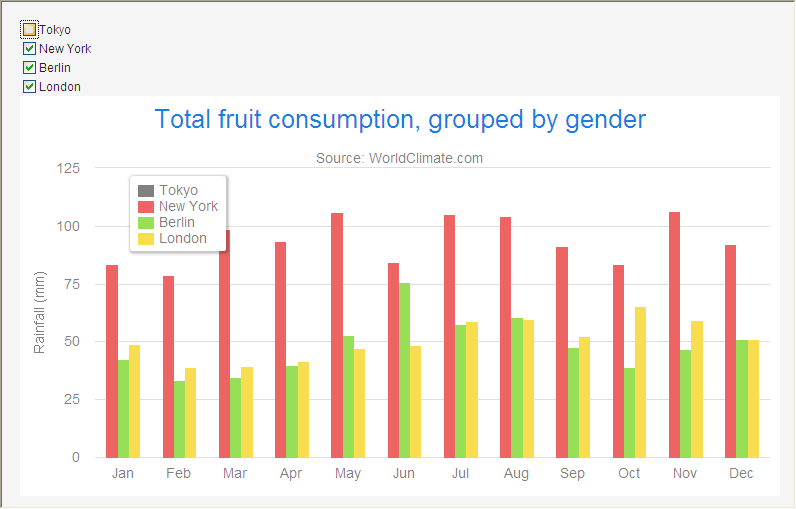 Tokyo
New York
Berlin
London
Total fruit consumption, grouped by gender
Source: WorldClimate.com
Rainfall (mm)
125
100
75
50
25
0
Tokyo
New York
Berlin
London
Jan Feb Mar Apr May Jun Jul Aug Sep Oct Nov Dec